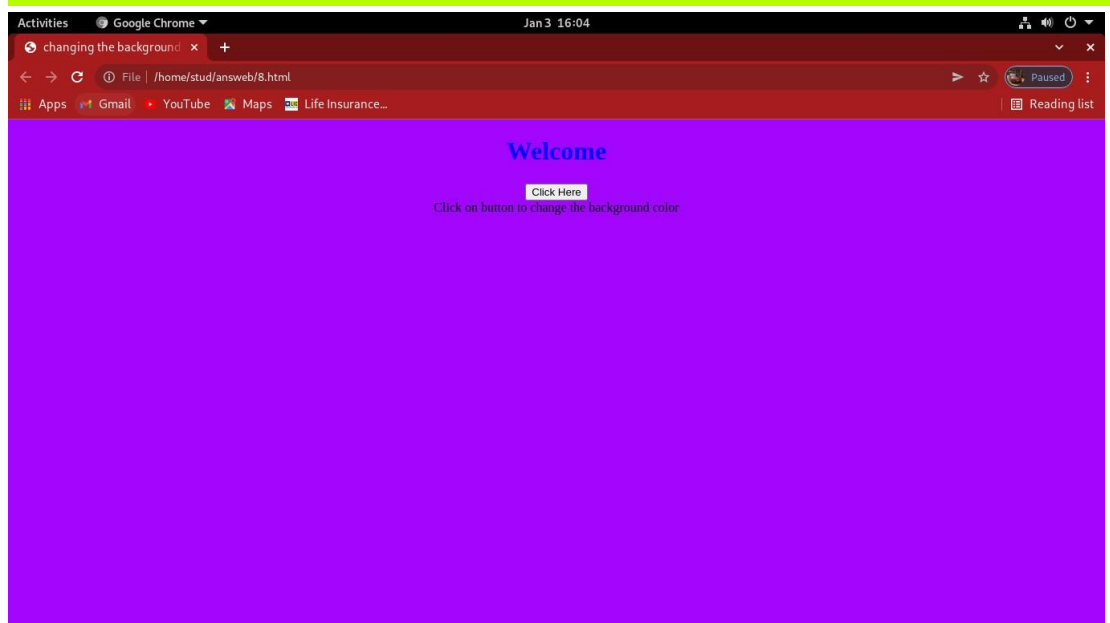 Activities Google Chrome Jan 3 16:04
changing the background
File /home/stud/answeb/8.html Paused
Apps Gmail YouTube Maps Life Insurance... Reading list
Welcome
Click Here
Click on button to change the background color